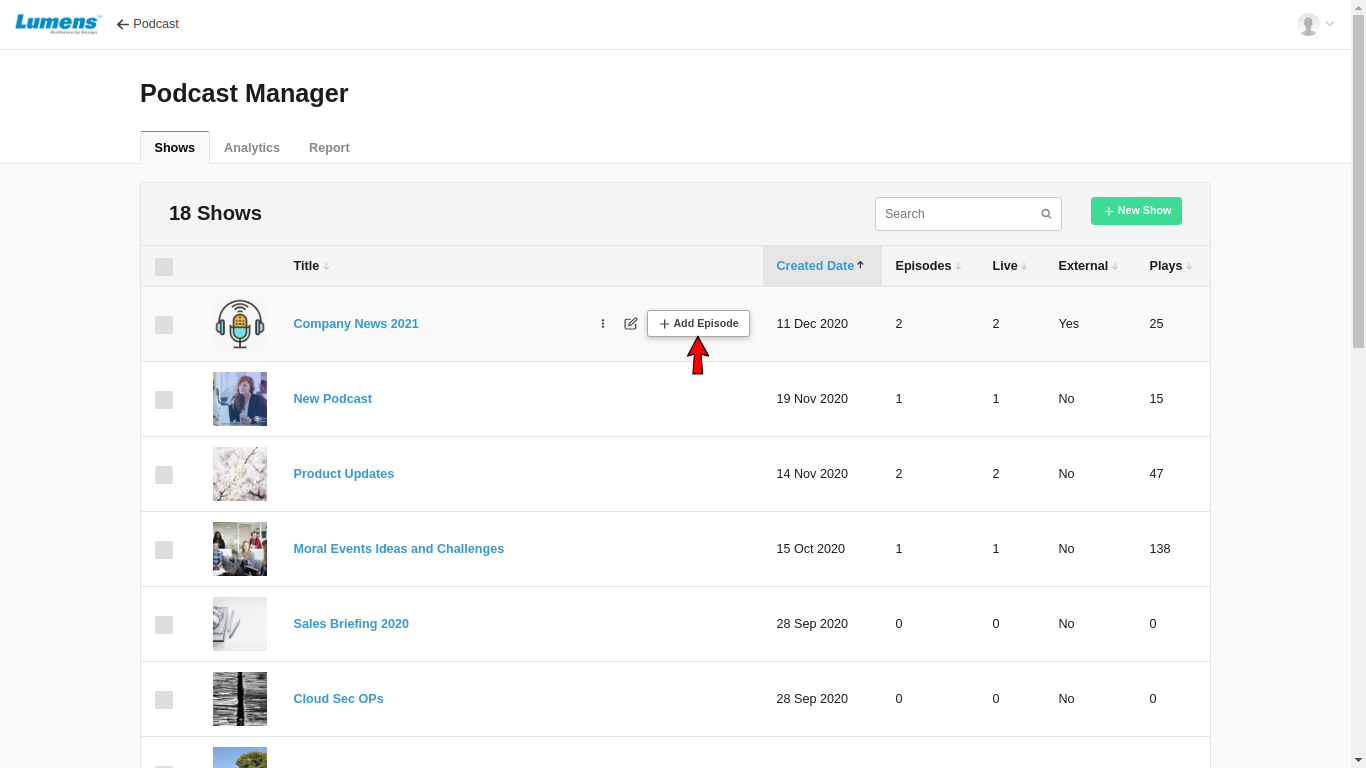 Lumens
Podcast
Podcast Manager
Shows Analytics Report
18 Shows Search New Show
Title Created Date Episodes Live External Plays
Company News 2021 Add Episode 11 Dec 2020 2 2 Yes 25
New Podcast 19 Nov 2020 1 1 No 15
Product Updates 14 Nov 2020 2 2 No 47
Moral Events Ideas and Challenges 15 Oct 2020 1 1 No 138
Sales Briefing 2020 28 Sep 2020 0 0 No 0
Cloud Sec OPs 28 Sep 2020 0 0 No 0